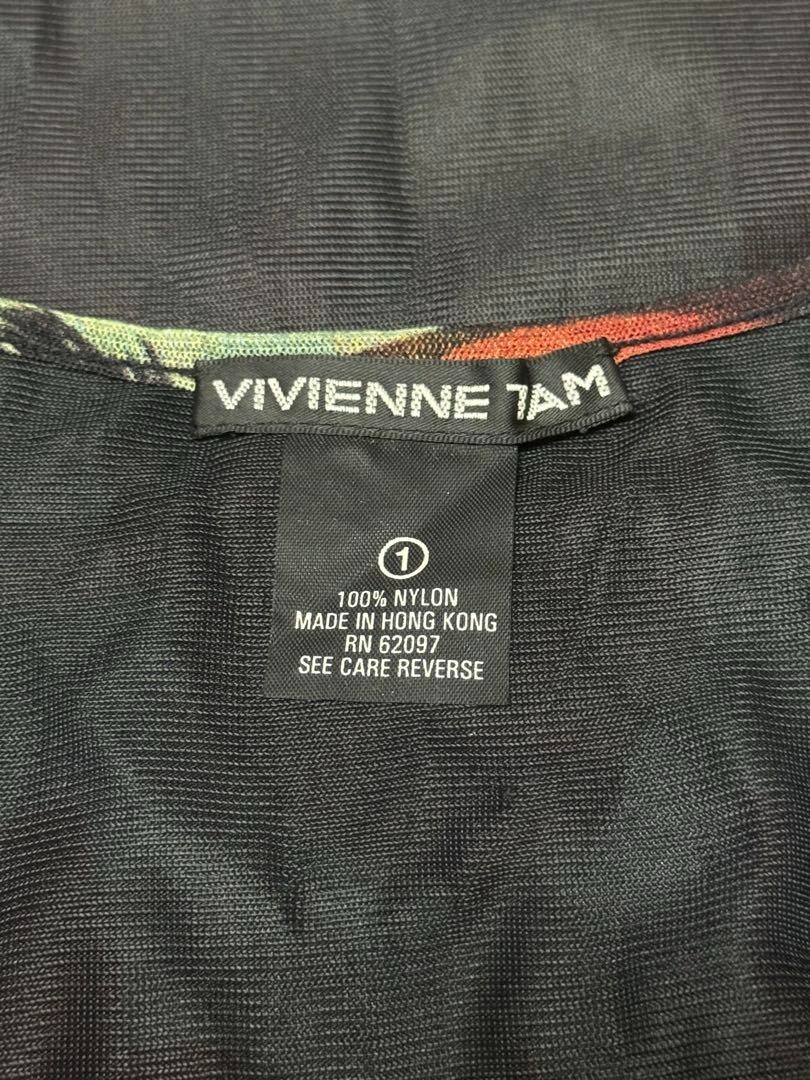 VIVIENNE TAM
1
100% NYLON
MADE IN HONG KONG
RN 62097
SEE CARE REVERSE